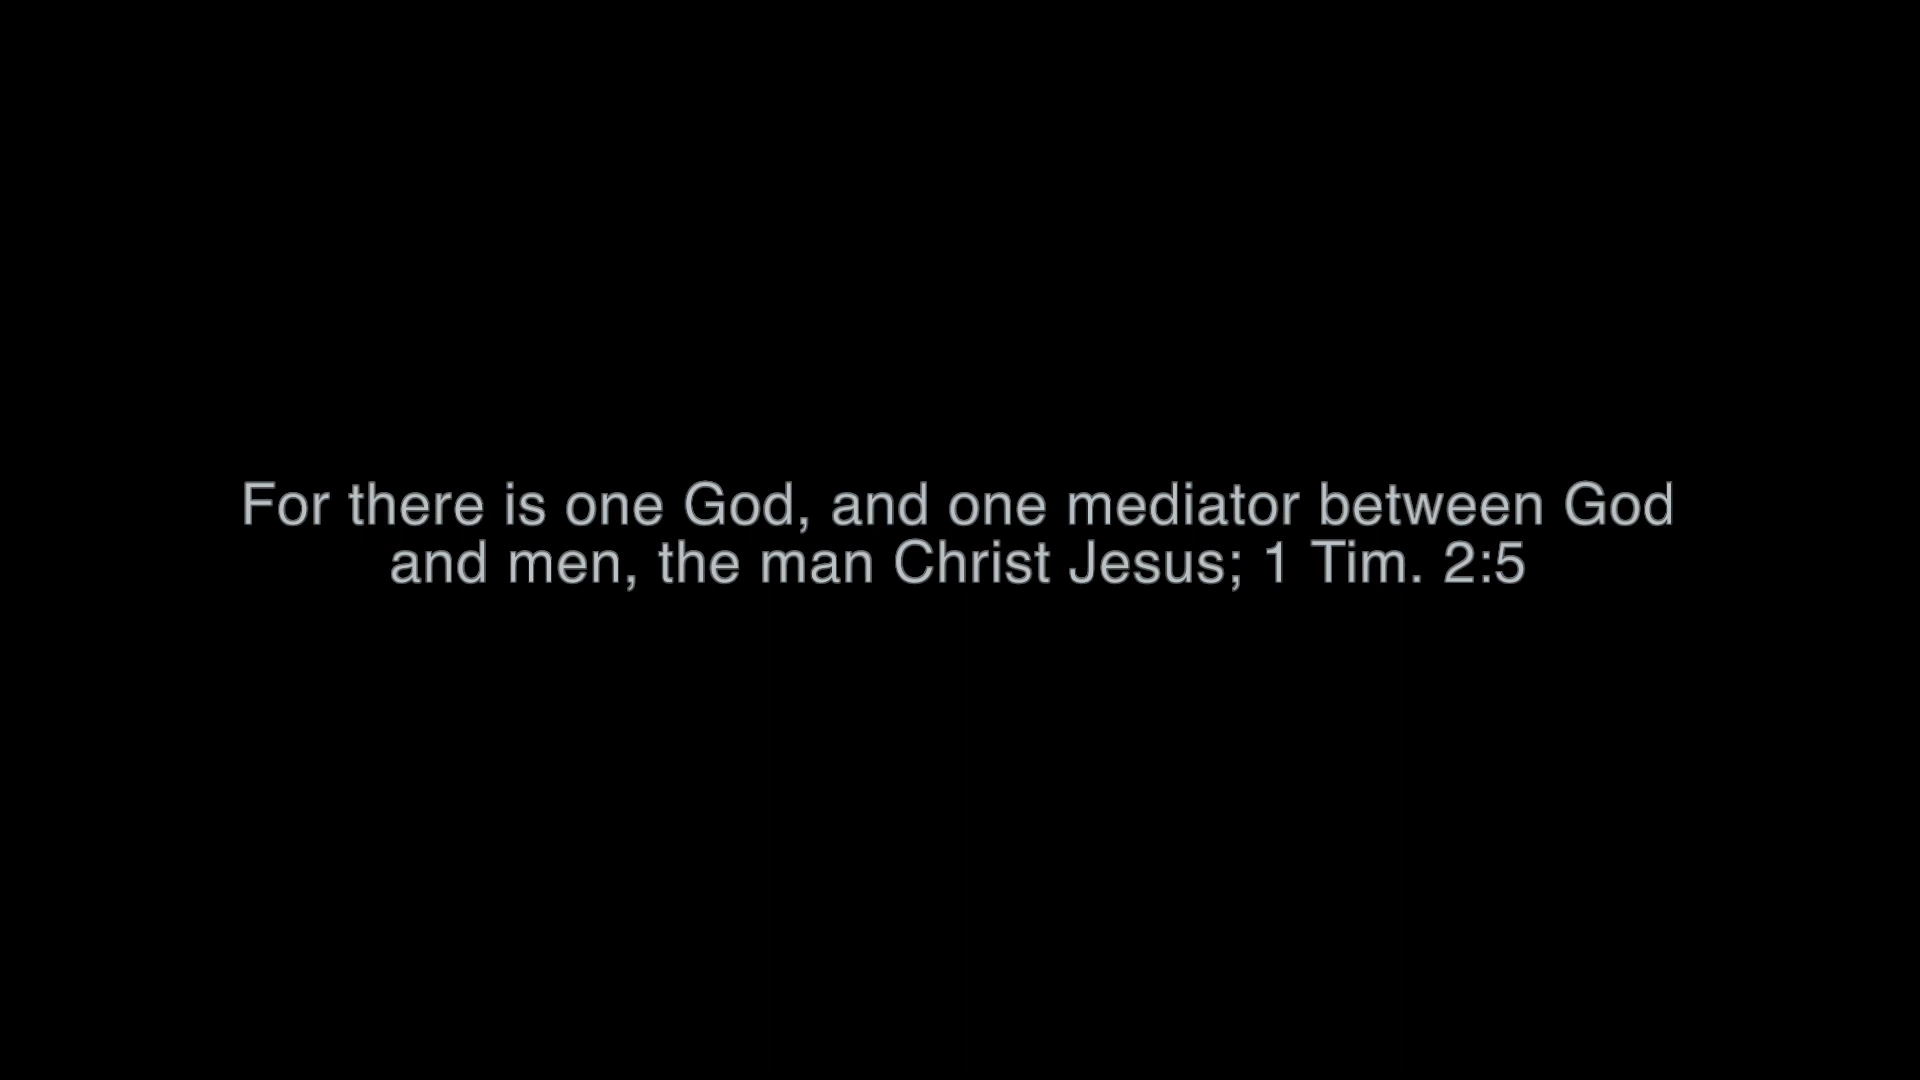 For there is one God, and one mediator between God
and men, the man Christ Jesus; 1 Tim. 2:5